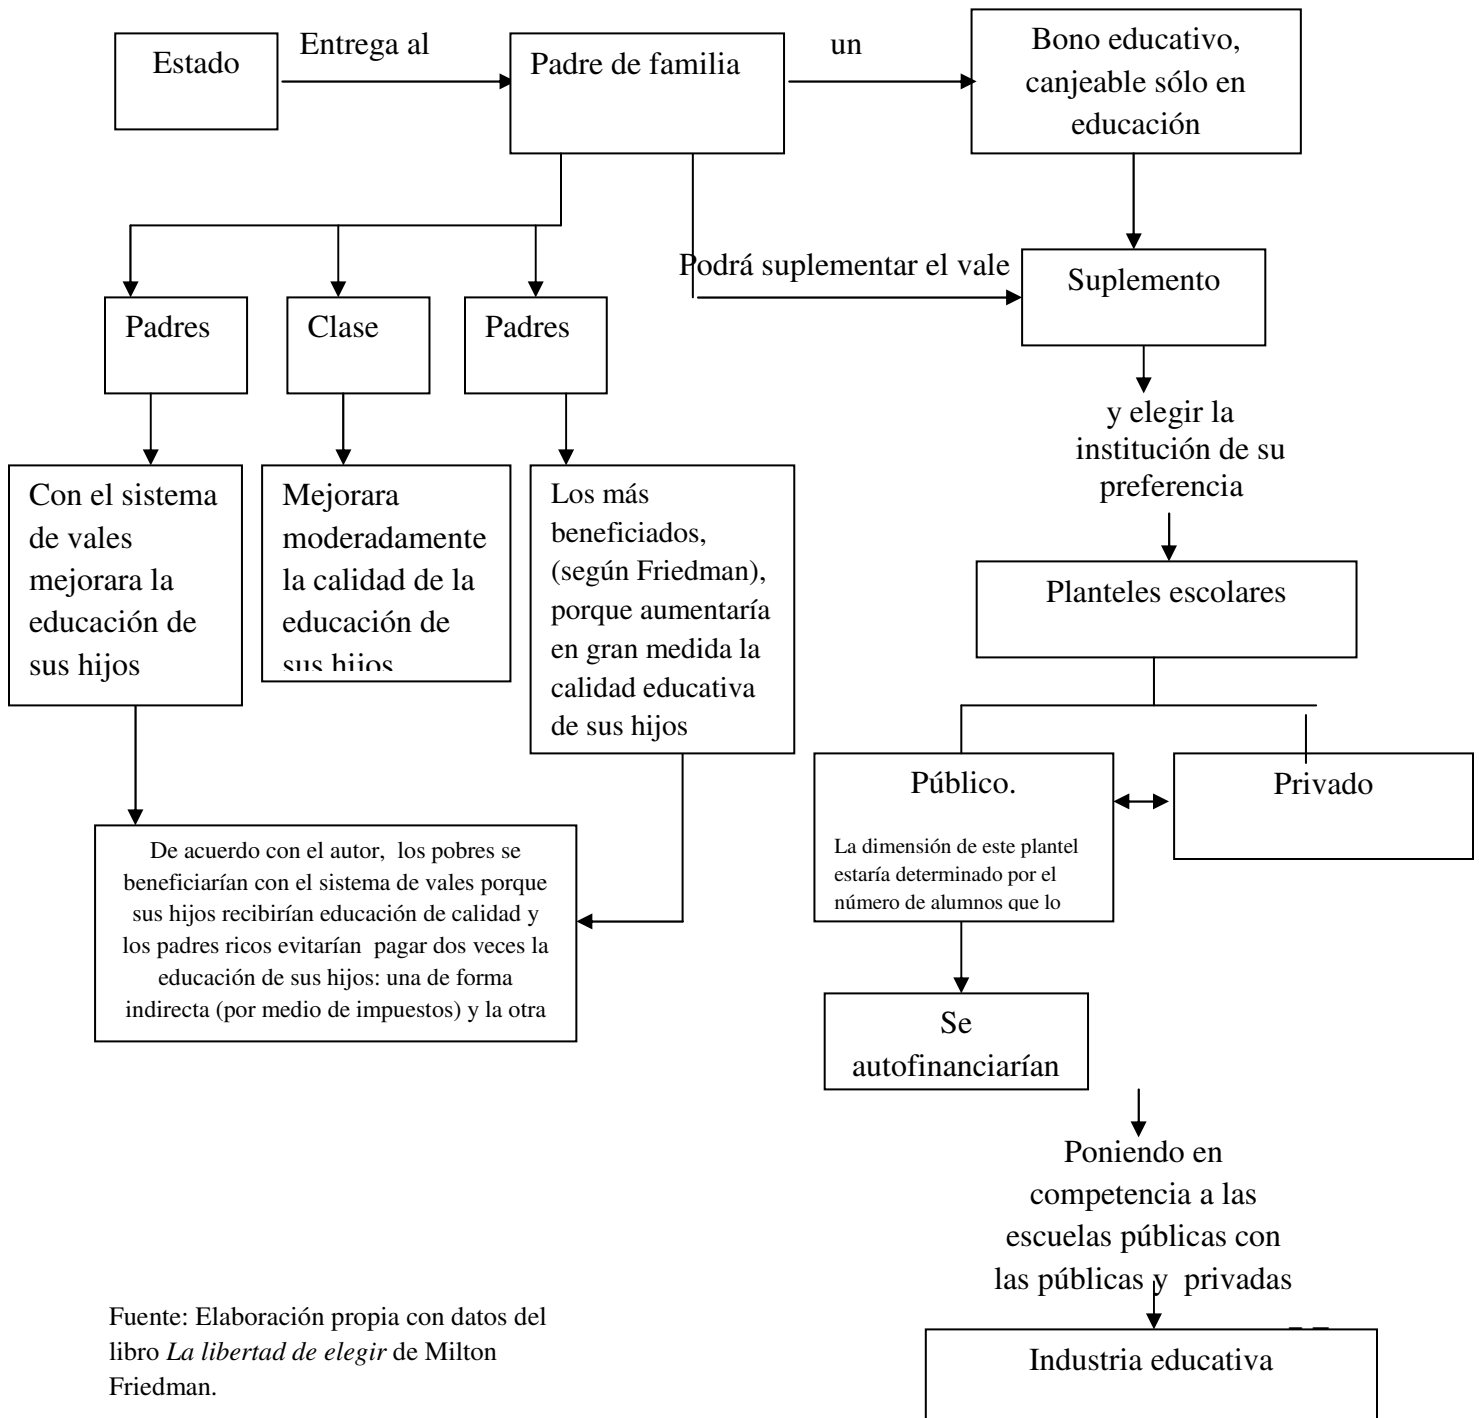 Estado
Entrega al
Padre de familia
un
Bono educativo,
canjeable sólo en
educación
Podrá suplementar el vale
Suplemento
Padres
Clase
Padres
y elegir la
institución de su
preferencia
Con el sistema
de vales
mejorara la
educación de
sus hijos
Mejorara
moderadamente
la calidad de la
educación de
sus hijos
Los más
beneficiados,
(según Friedman),
porque aumentaría
en gran medida la
calidad educativa
de sus hijos
Planteles escolares
Público.
La dimensión de este plantel
estaría determinado por el
número de alumnos que lo
Privado
De acuerdo con el autor, los pobres se
beneficiarían con el sistema de vales porque
sus hijos recibirían educación de calidad y
los padres ricos evitarían pagar dos veces la
educación de sus hijos: una de forma
indirecta (por medio de impuestos) y la otra
Se
autofinanciarían
Poniendo en
competencia a las
escuelas públicas con
las públicas y privadas
Industria educativa
Fuente: Elaboración propia con datos del
libro La libertad de elegir de Milton
Friedman.